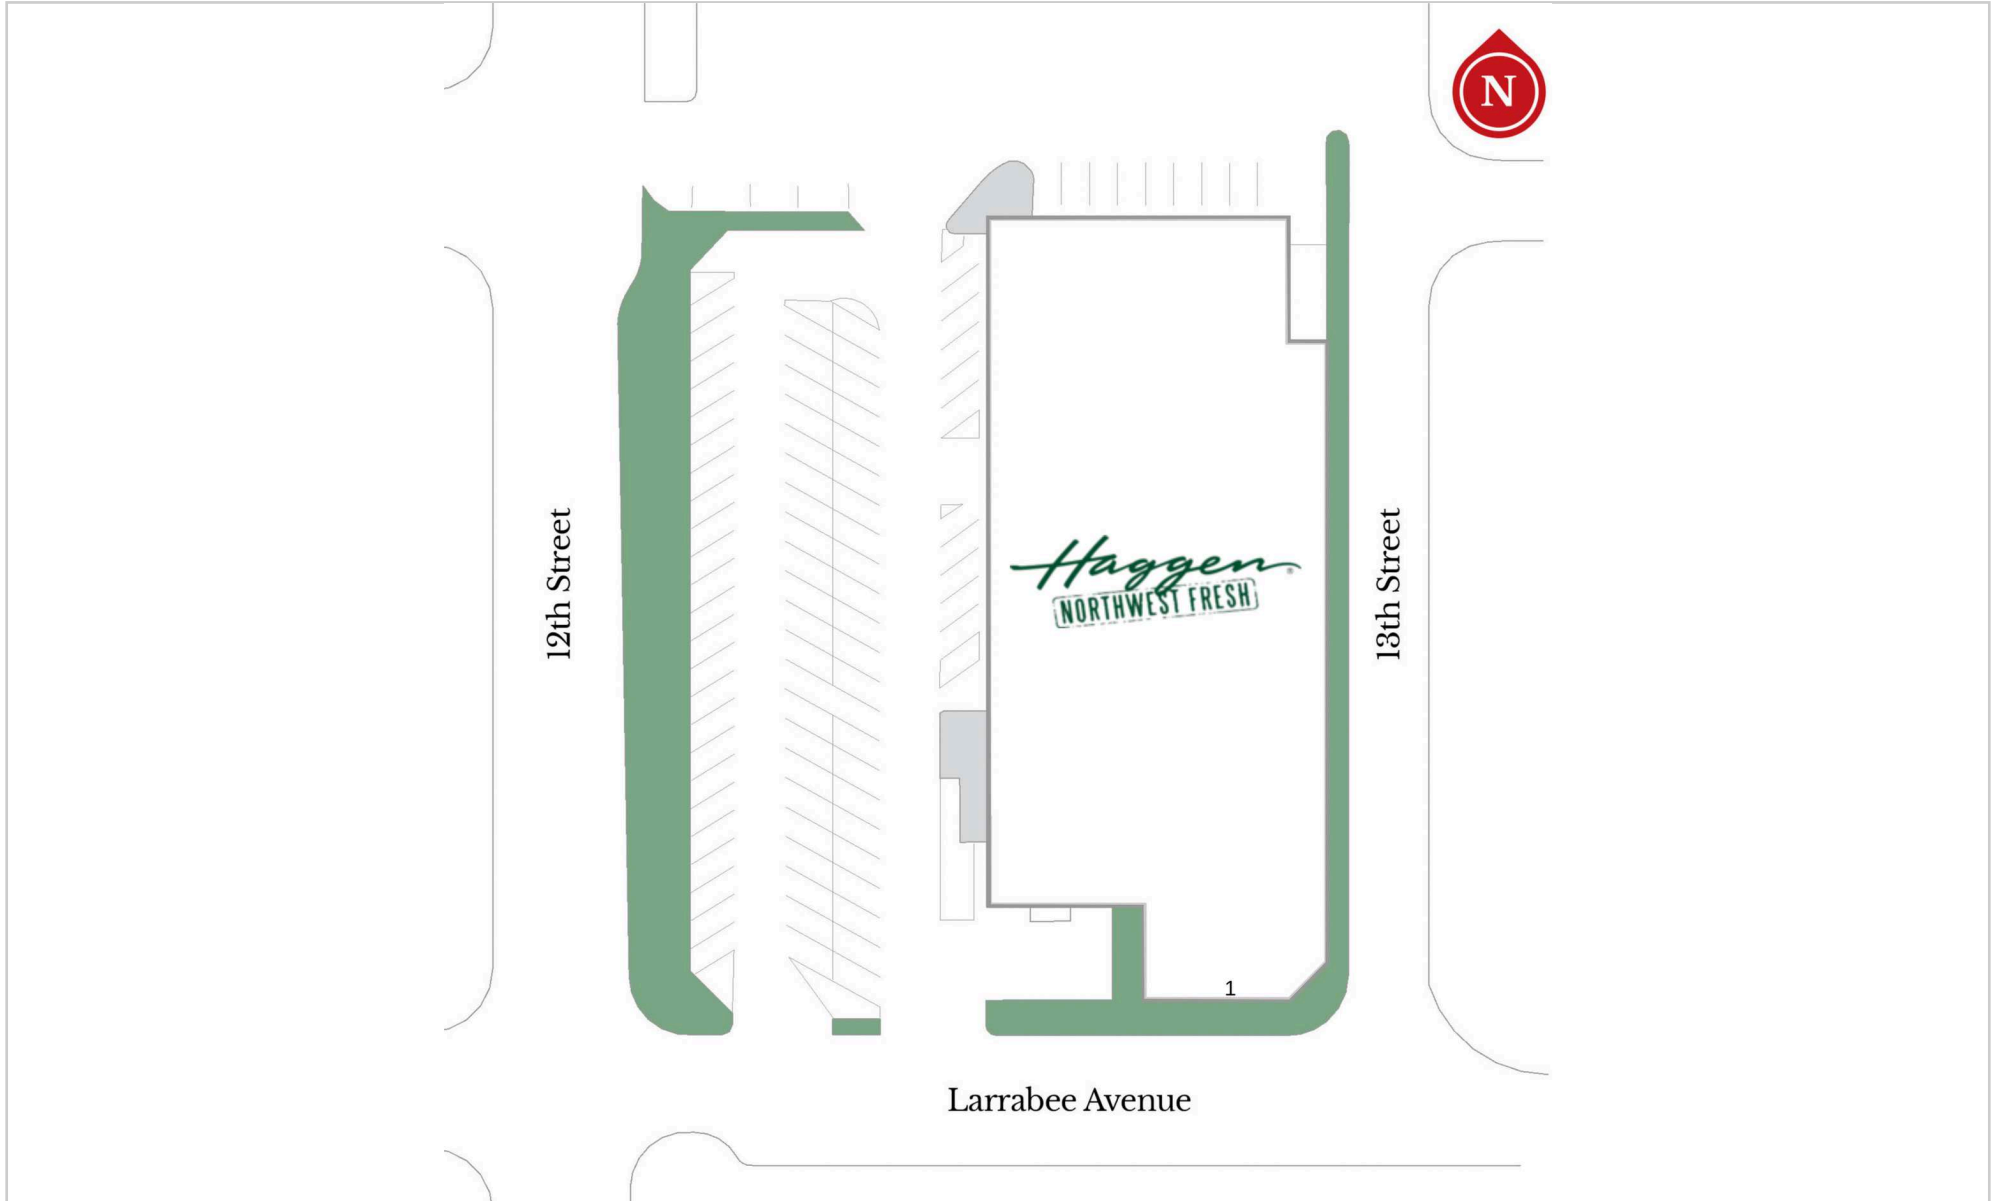 N
12th Street
Haggen®
NORTHWEST FRESH
13th Street
1
Larrabee Avenue